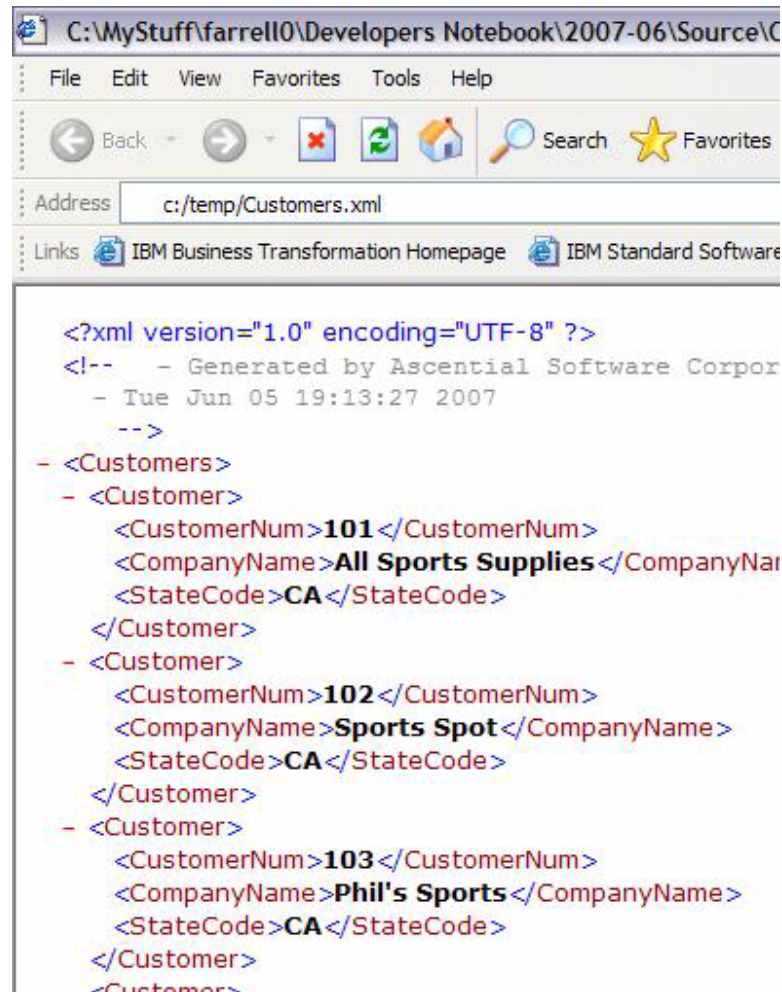 C:\MyStuff\farrell0\Developers Notebook\2007-06\Source\
File Edit View Favorites Tools Help
Back Search Favorites
Address c:/temp/Customers.xml
Links IBM Business Transformation Homepage IBM Standard Software
<?xml version="1.0" encoding="UTF-8" ?>
<!-- - Generated by Ascential Software Corpor
- Tue Jun 05 19:13:27 2007
-->
- <Customers>
- <Customer>
<CustomerNum>101</CustomerNum>
<CompanyName>All Sports Supplies</CompanyNa
<StateCode>CA</StateCode>
</Customer>
- <Customer>
<CustomerNum>102</CustomerNum>
<CompanyName>Sports Spot</CompanyName>
<StateCode>CA</StateCode>
</Customer>
- <Customer>
<CustomerNum>103</CustomerNum>
<CompanyName>Phil's Sports</CompanyName>
<StateCode>CA</StateCode>
</Customer>
<Customer>